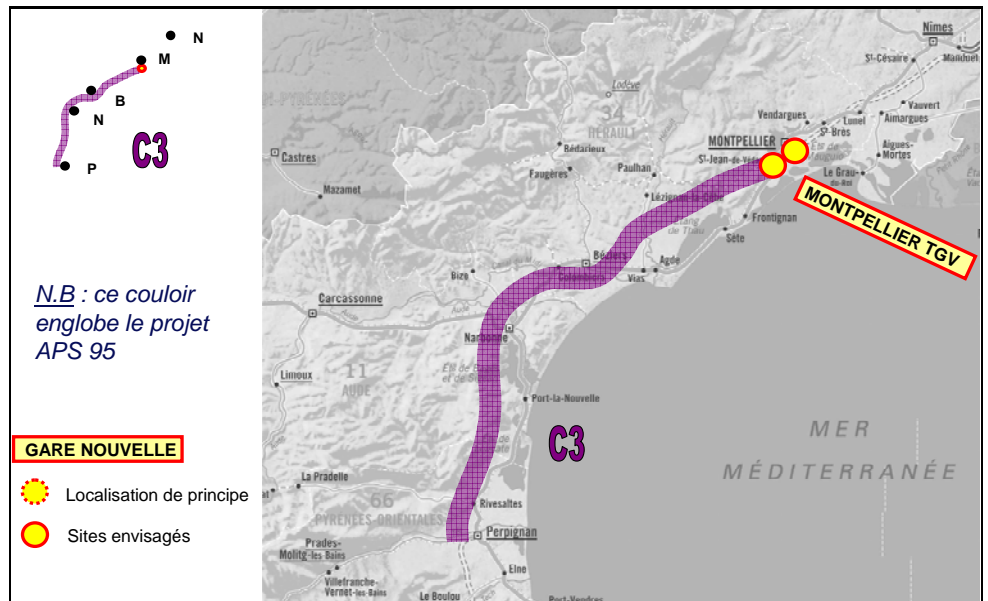 N
M
B
N
P
C3
N.B : ce couloir
englobe le projet
APS 95
GARE NOUVELLE
Localisation de principe
Sites envisagés
Nîmes
St-Césaire
Manduel
Vauvert
Vendargues
Lunel
Aimargues
St-Brès
MONTPELLIER
Aigues-
Mortes
St-Jean-de-
Le Grau-
du-Roi
MONTPELLIER TGV
Lodève
34
HÉRAULT
Bédarieux
Paulhan
Faugères
Castres
Mazamet
Frontignan
Sète
Béziers
Agde
Vias
Bize
Carcassonne
Aude
Narbonne
Limoux
11
AUDE
Port-la-Nouvelle
C3
MER
MÉDITERRANÉE
La Pradelle
66
PYRÉNÉES-ORIENTALES
Rivesaltes
Perpignan
Prades-
Molitg-les Bains
Elne
Villefranche-
Vernet-les Bains
Le Boulou
Port-Vendres